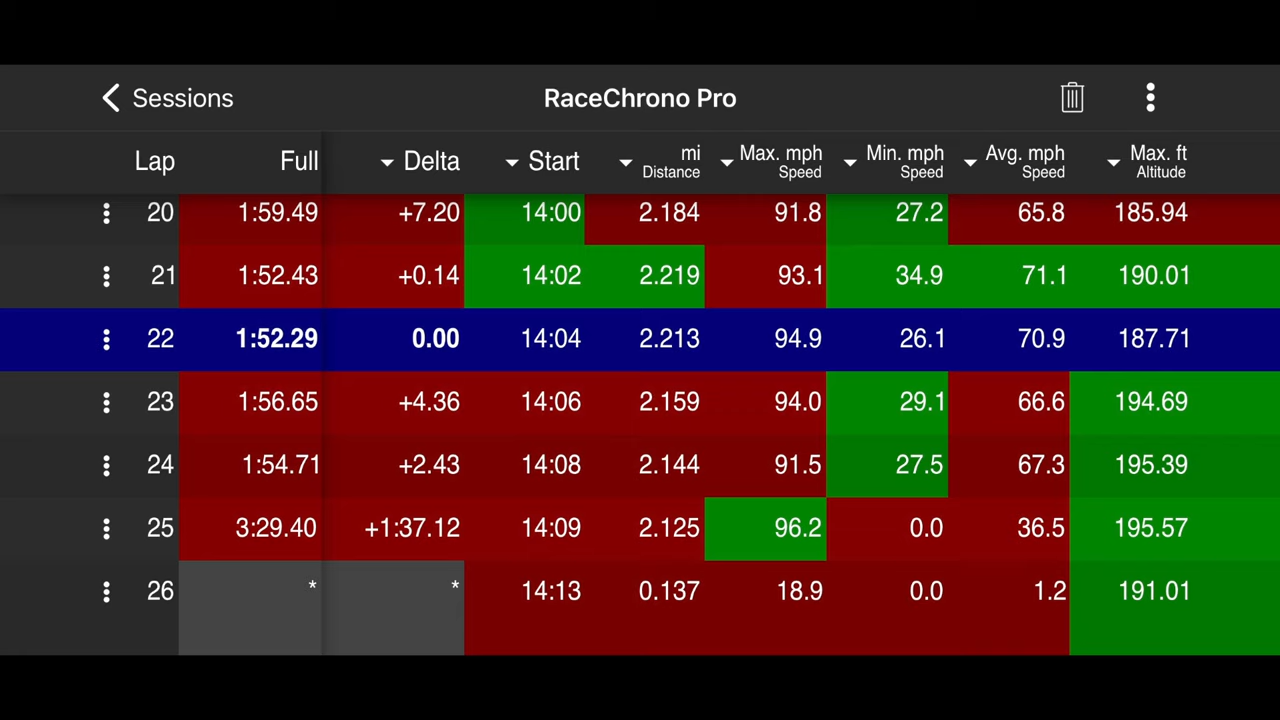 Sessions RaceChrono Pro
Lap Full Delta Start mi Distance Max. mph Speed Min. mph Speed Avg. mph Speed Max. ft Altitude
20 1:59.49 +7.20 14:00 2.184 91.8 27.2 65.8 185.94
21 1:52.43 +0.14 14:02 2.219 93.1 34.9 71.1 190.01
22 1:52.29 0.00 14:04 2.213 94.9 26.1 70.9 187.71
23 1:56.65 +4.36 14:06 2.159 94.0 29.1 66.6 194.69
24 1:54.71 +2.43 14:08 2.144 91.5 27.5 67.3 195.39
25 3:29.40 +1:37.12 14:09 2.125 96.2 0.0 36.5 195.57
26 * * 14:13 0.137 18.9 0.0 1.2 191.01